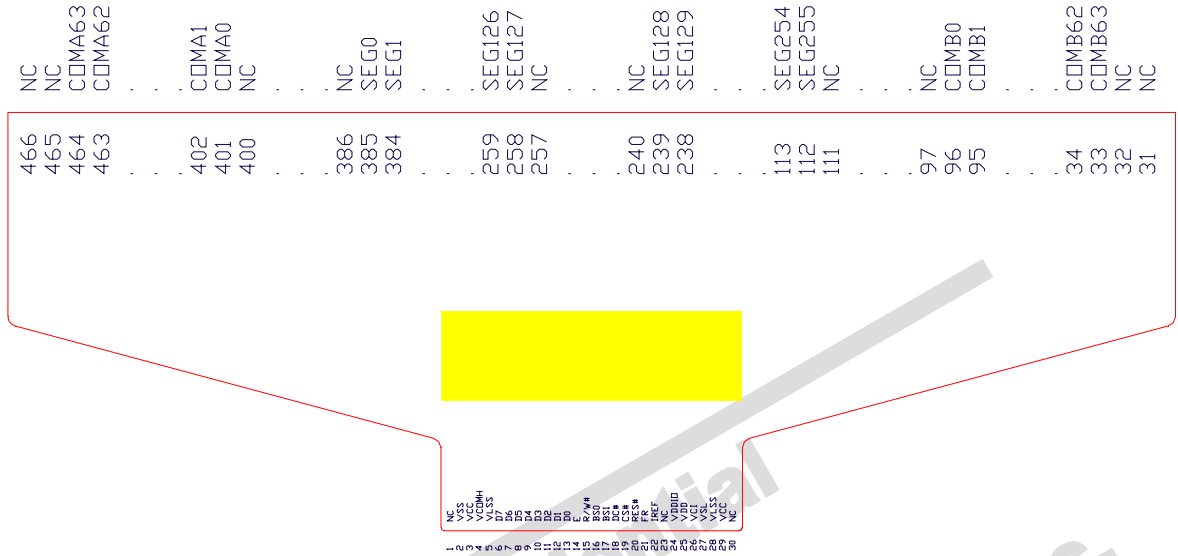 NC NC COMA63 COMA62 . . . COMA1 COMA0 NC . . . NC SEG0 SEG1 . . . SEG126 SEG127 NC . . . NC SEG128 SEG129 . . . SEG254 SEG255 NC . . . NC COMB0 COMB1 . . . COMB62 COMB63 NC NC
466 465 464 463 . . . 402 401 400 . . . 386 385 384 . . . 259 258 257 . . . 240 239 238 . . . 113 112 111 . . . 97 96 95 . . . 34 33 32 31
NC VSS VCC VCOMH VLSS D7 D6 D5 D4 D3 D2 D1 D0 E R/W# BS0 BS1 DC# CS# RES# FR IREF NC VDDIO VDD VCI VSL VLSS VCC NC
1 2 3 4 5 6 7 8 9 10 11 12 13 14 15 16 17 18 19 20 21 22 23 24 25 26 27 28 29 30